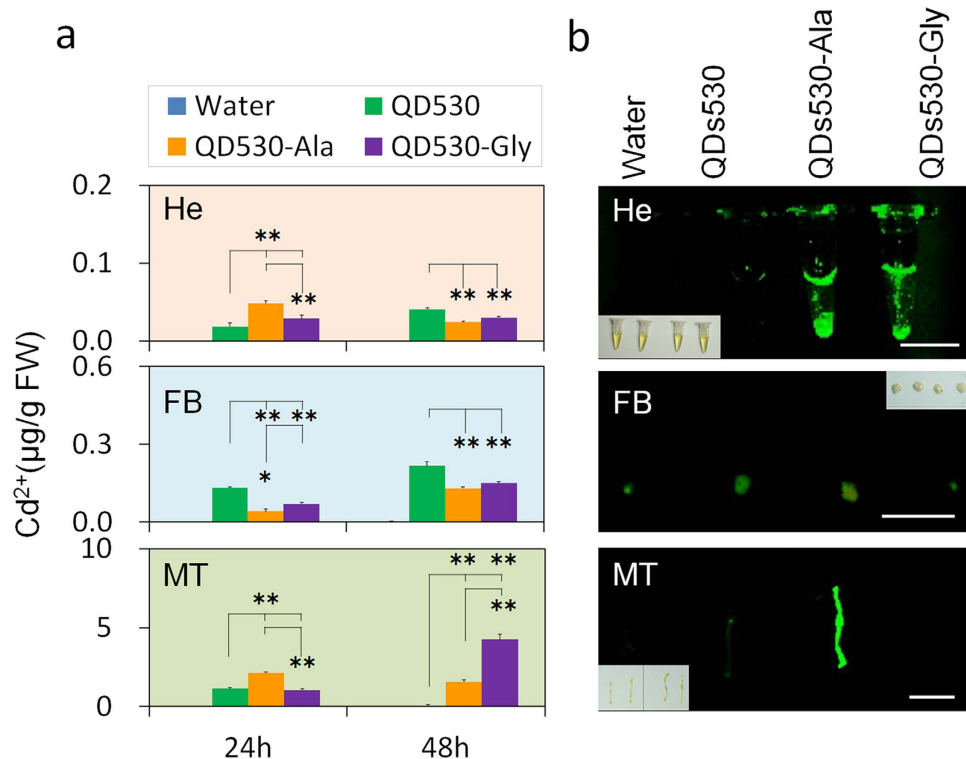 a
Water QD530
QD530-Ala QD530-Gly
Cd²⁺(µg/g FW)
0.2
He
**
0.1
**
** **
0.0
0.6
FB
** **
0.3
** **
*
0.0
10
MT
** **
**
5
**
**
0
24h 48h
b
Water
QDs530
QDs530-Ala
QDs530-Gly
He
FB
MT